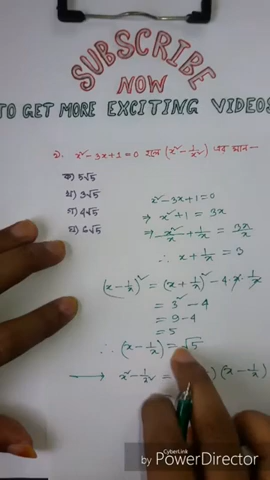 SUBSCRIBE
NOW
TO GET MORE EXCITING VIDEOS
x² - 3x + 1 = 0 হলে (x² - 1/x²) এর মান—
ক) 5√5
খ) 3√5
গ) 4√5
ঘ) 6√5
x² - 3x + 1 = 0
⇒ x² + 1 = 3x
⇒ x²/x + 1/x = 3x/x
∴ x + 1/x = 3
(x - 1/x)² = (x + 1/x)² - 4·x·1/x
= 3² - 4
= 9 - 4
= 5
∴ (x - 1/x) = √5
→ x² - 1/x² = ) (x - 1/x)
CyberLink
by PowerDirector